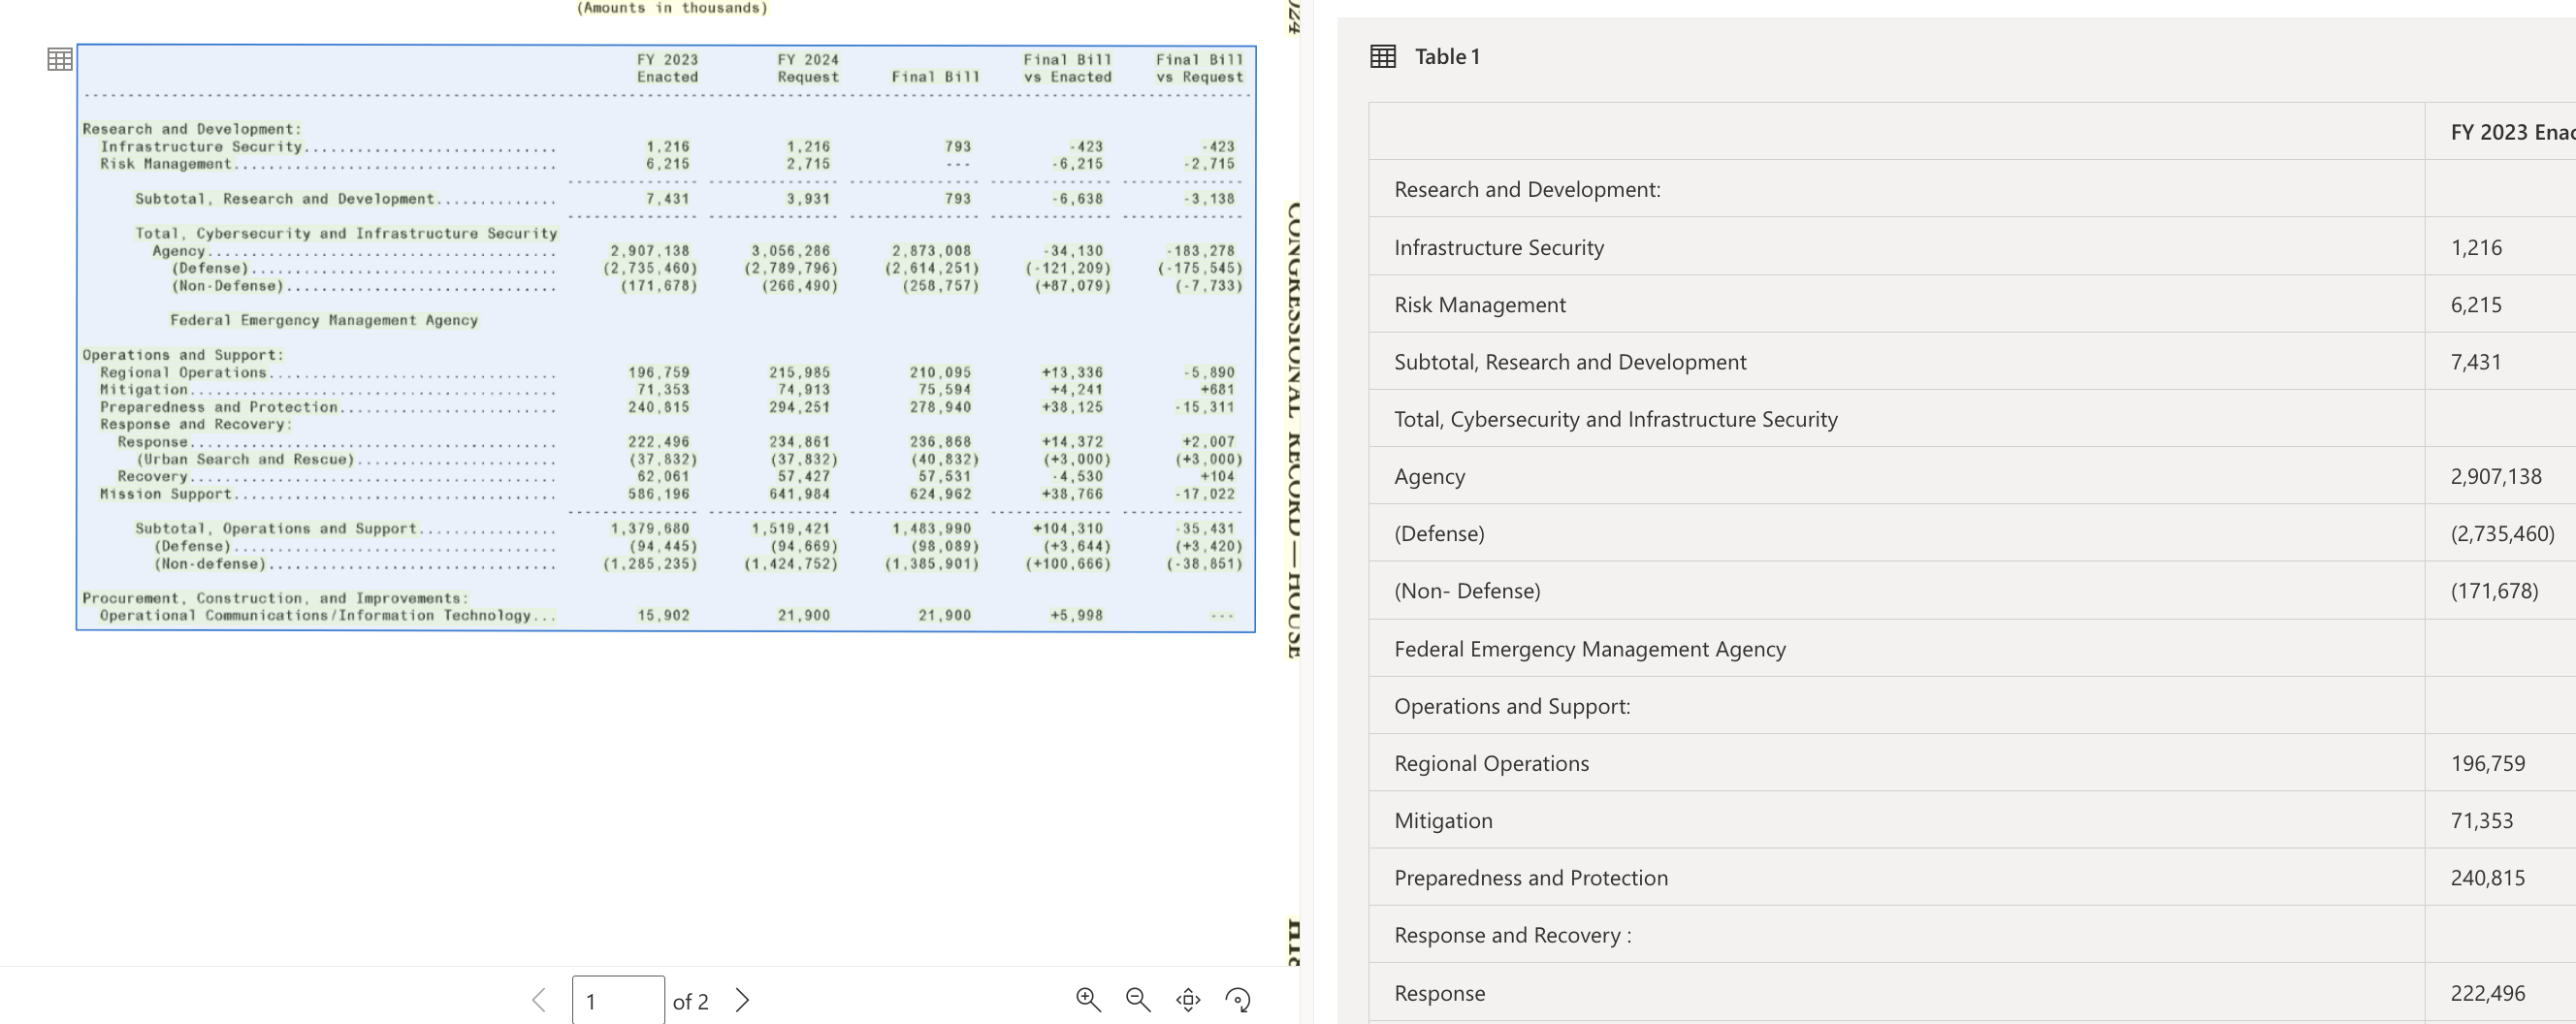 (Amounts in thousands)
FY 2023 FY 2024 Final Bill Final Bill
Enacted Request Final Bill vs Enacted vs Request
Research and Development:
Infrastructure Security............................. 1,216 1,216 793 -423 -423
Risk Management..................................... 6,215 2,715 --- -6,215 -2,715
Subtotal, Research and Development.............. 7,431 3,931 793 -6,638 -3,138
Total, Cybersecurity and Infrastructure Security
Agency........................................ 2,907,138 3,056,286 2,873,008 -34,130 -183,278
(Defense)................................... (2,735,460) (2,789,796) (2,614,251) (-121,209) (-175,545)
(Non-Defense)............................... (171,678) (266,490) (258,757) (+87,079) (-7,733)
Federal Emergency Management Agency
Operations and Support:
Regional Operations................................. 196,759 215,985 210,095 +13,336 -5,890
Mitigation.......................................... 71,353 74,913 75,594 +4,241 +681
Preparedness and Protection......................... 240,815 294,251 278,940 +38,125 -15,311
Response and Recovery:
Response.......................................... 222,496 234,861 236,868 +14,372 +2,007
(Urban Search and Rescue)....................... (37,832) (37,832) (40,832) (+3,000) (+3,000)
Recovery.......................................... 62,061 57,427 57,531 -4,530 +104
Mission Support..................................... 586,196 641,984 624,962 +38,766 -17,022
Subtotal, Operations and Support................ 1,379,680 1,519,421 1,483,990 +104,310 -35,431
(Defense)..................................... (94,445) (94,669) (98,089) (+3,644) (+3,420)
(Non-defense)................................. (1,285,235) (1,424,752) (1,385,901) (+100,666) (-38,851)
Procurement, Construction, and Improvements:
Operational Communications/Information Technology... 15,902 21,900 21,900 +5,998 ---
CONGRESSIONAL RECORD — HOUSE
1 of 2
Table 1
FY 2023
Research and Development:
Infrastructure Security 1,216
Risk Management 6,215
Subtotal, Research and Development 7,431
Total, Cybersecurity and Infrastructure Security
Agency 2,907,138
(Defense) (2,735,460)
(Non- Defense) (171,678)
Federal Emergency Management Agency
Operations and Support:
Regional Operations 196,759
Mitigation 71,353
Preparedness and Protection 240,815
Response and Recovery :
Response 222,496